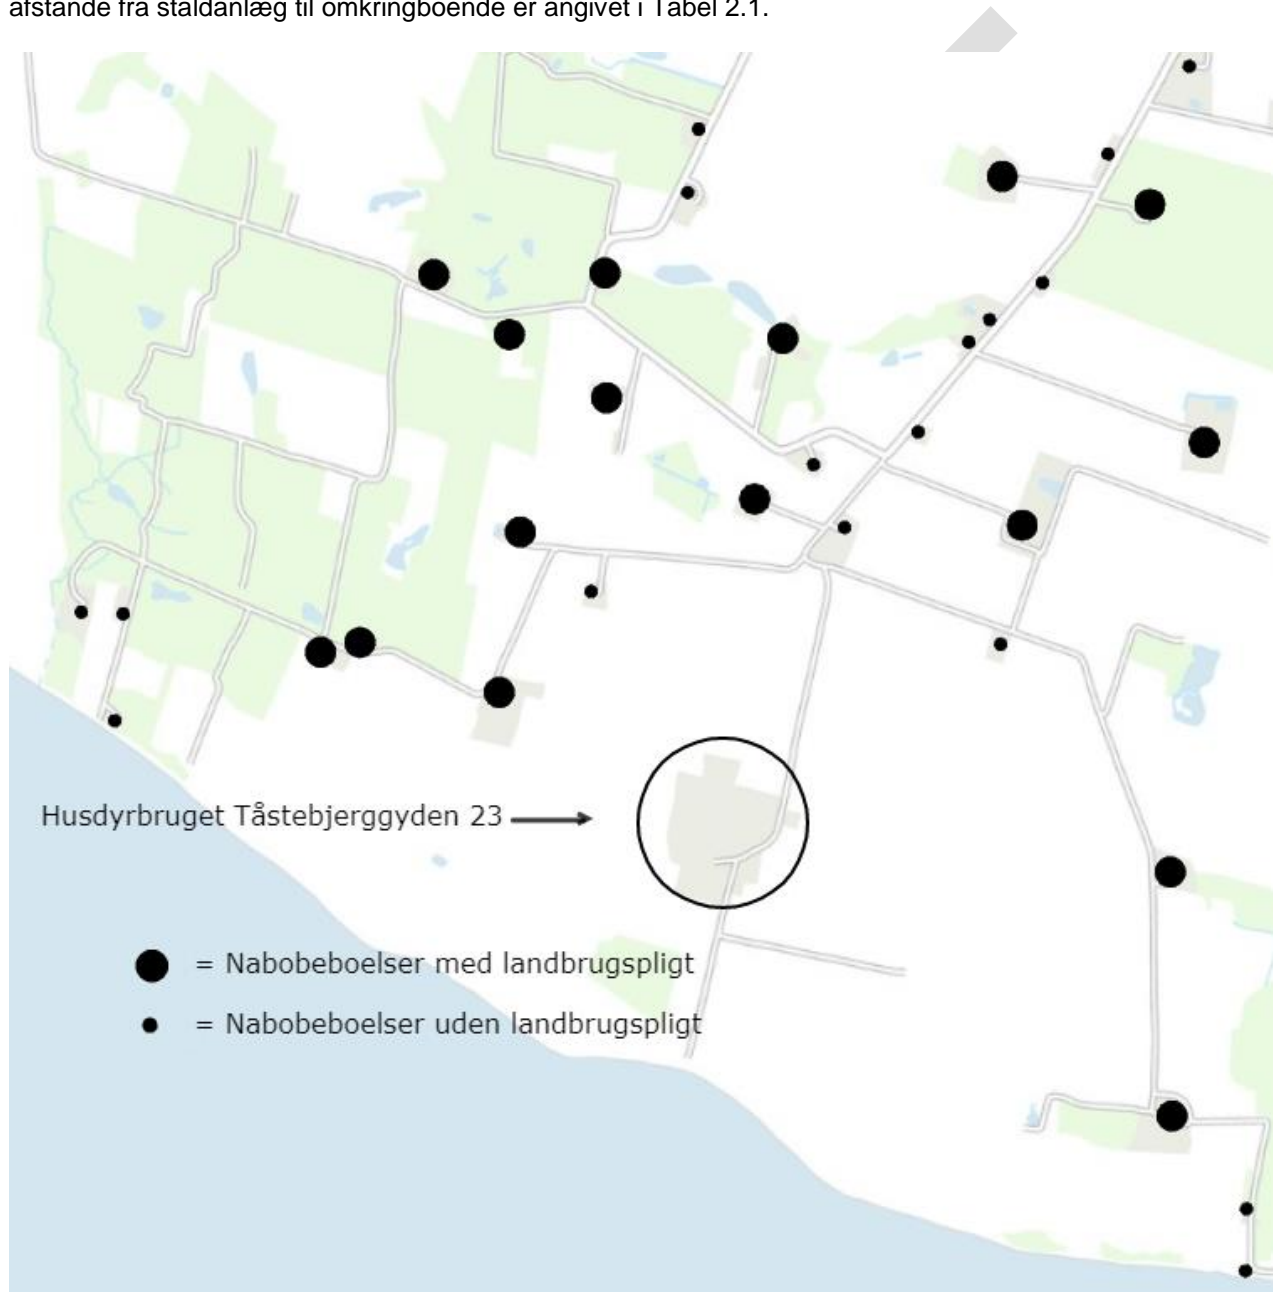 afstande fra staldanlæg til omkringboende er angivet i Tabel 2.1.
Husdyrbruget Tåstebjerggyden 23
= Nabobeboelser med landbrugspligt
= Nabobeboelser uden landbrugspligt